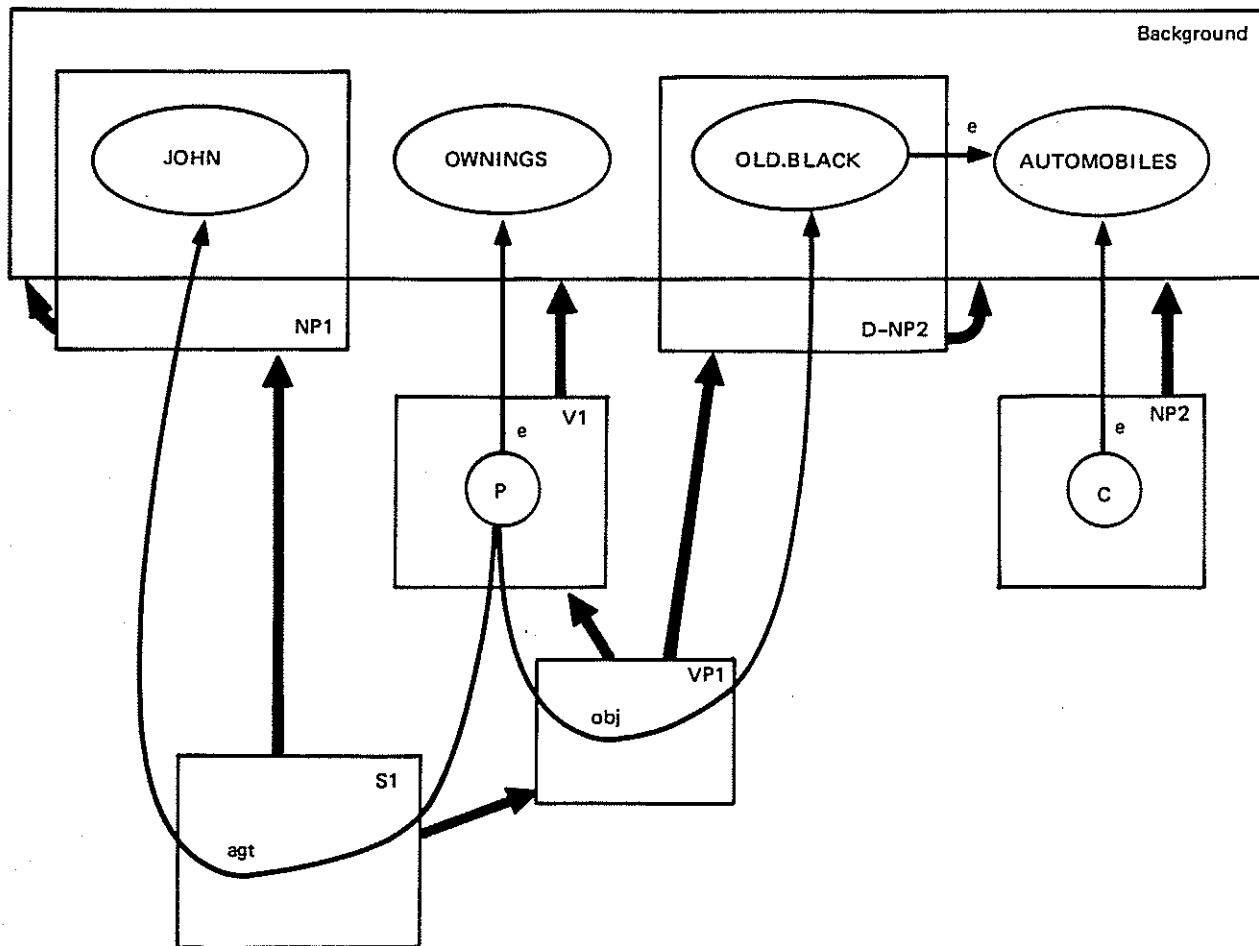 Background
JOHN
OWNINGS
OLD.BLACK
e
AUTOMOBILES
NP1
D-NP2
V1
e
P
NP2
e
C
VP1
obj
S1
agt